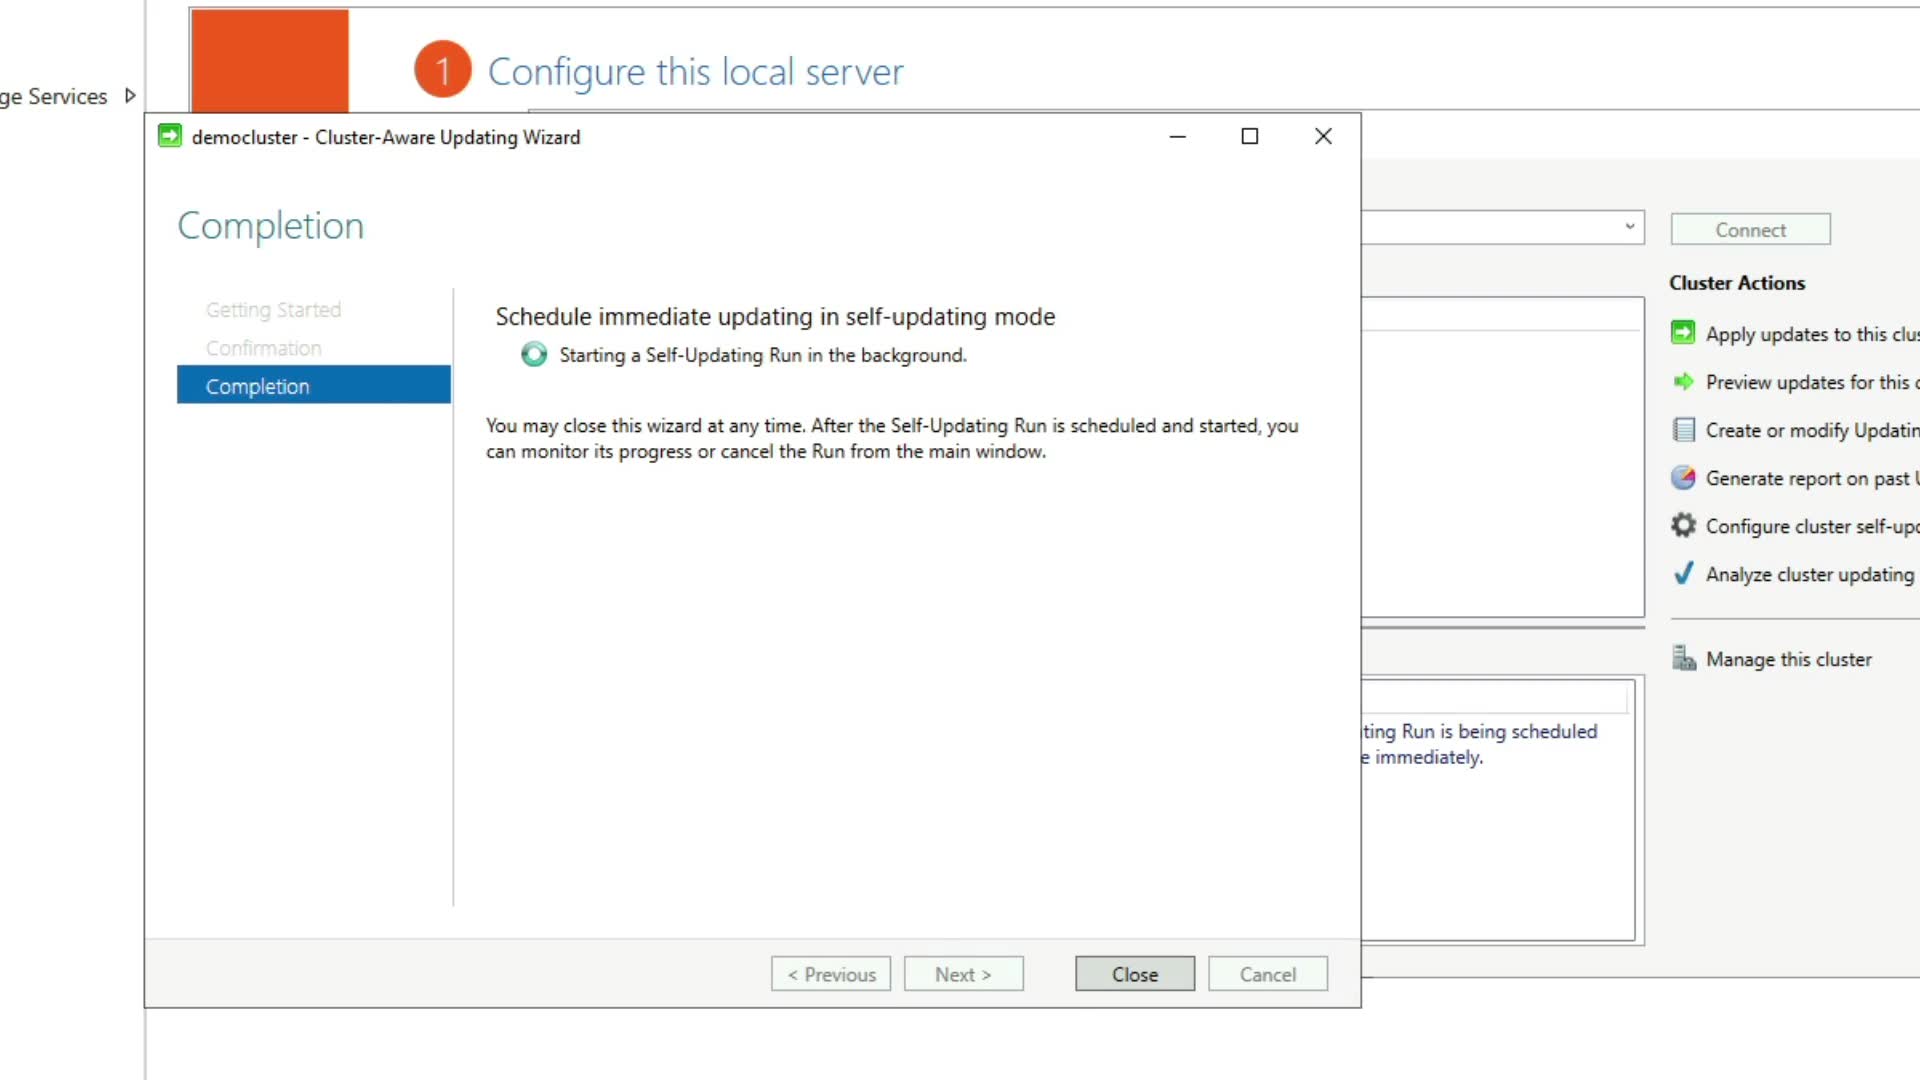 1 Configure this local server
ge Services
democluster - Cluster-Aware Updating Wizard
Completion
Getting Started
Confirmation
Completion
Schedule immediate updating in self-updating mode
Starting a Self-Updating Run in the background.
You may close this wizard at any time. After the Self-Updating Run is scheduled and started, you
can monitor its progress or cancel the Run from the main window.
< Previous
Next >
Close
Cancel
Connect
Cluster Actions
Apply updates to this clus
Preview updates for this c
Create or modify Updatin
Generate report on past U
Configure cluster self-upd
Analyze cluster updating
Manage this cluster
ting Run is being scheduled
e immediately.